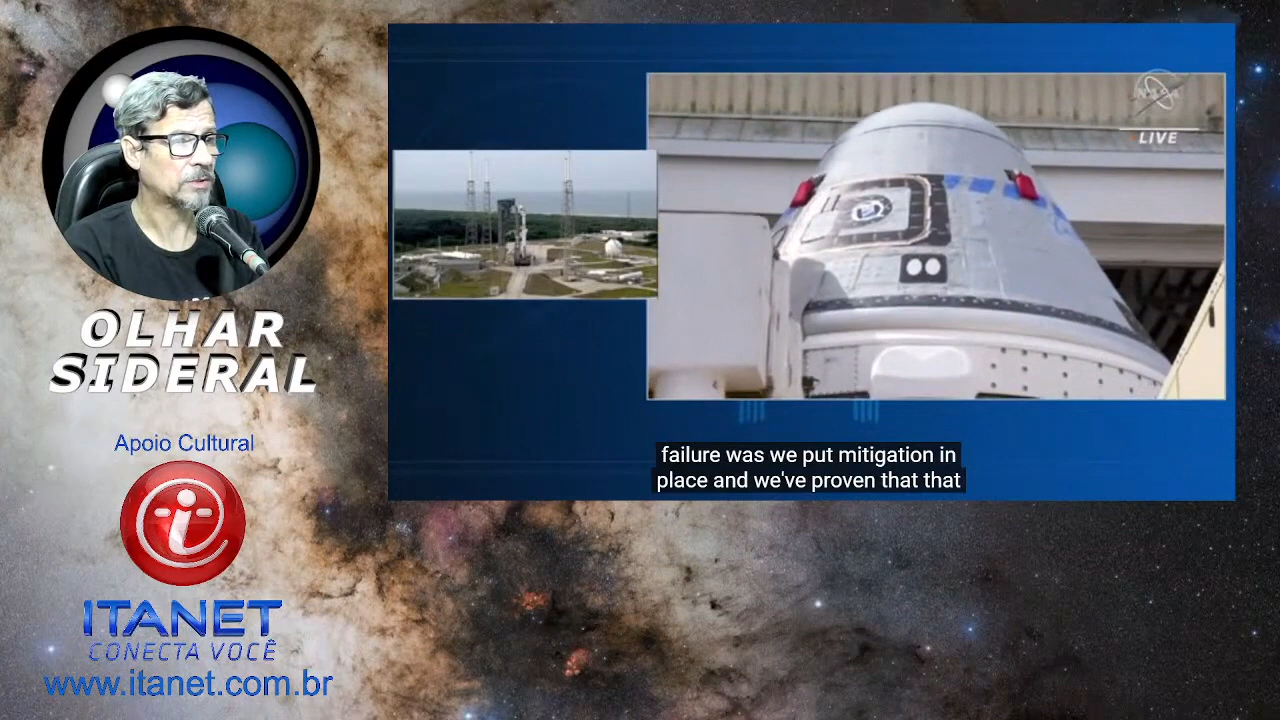 OLHAR
SIDERAL
Apoio Cultural
ITANET
CONECTA VOCÊ
www.itanet.com.br
NASA
LIVE
failure was we put mitigation in
place and we've proven that that